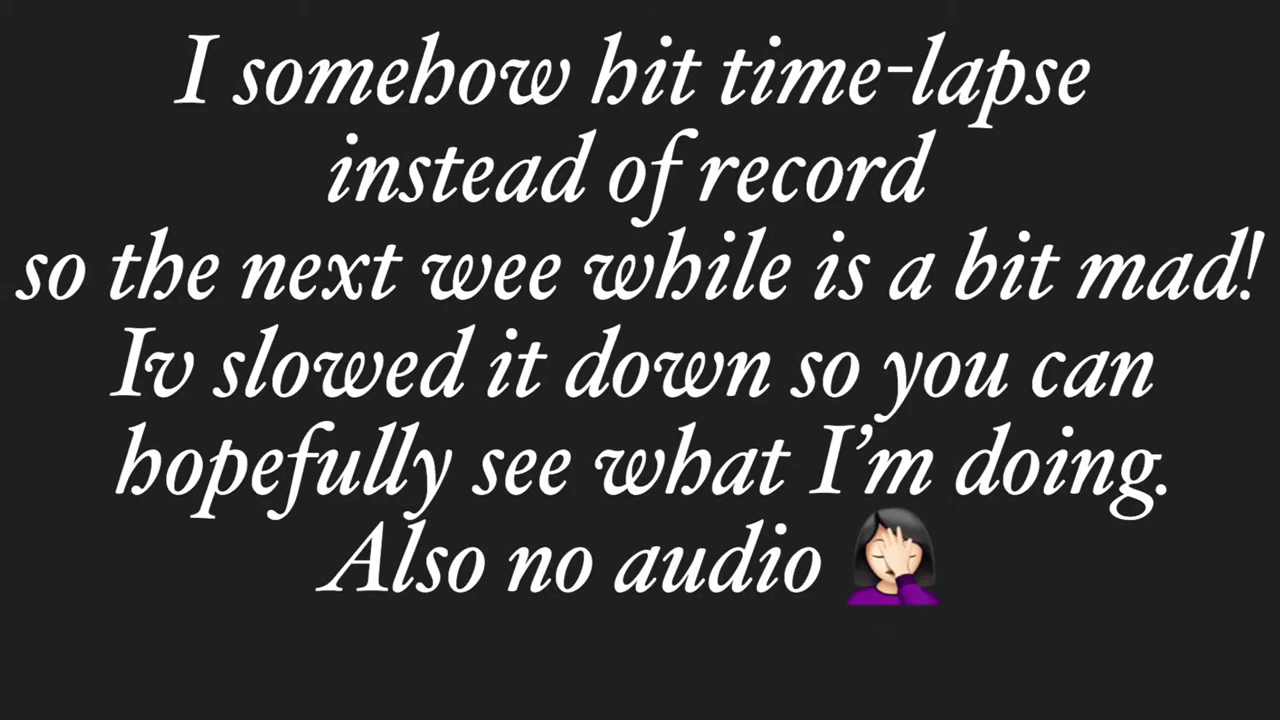 I somehow hit time-lapse
instead of record
so the next wee while is a bit mad!
Iv slowed it down so you can
hopefully see what I’m doing.
Also no audio 🤦🏻‍♀️